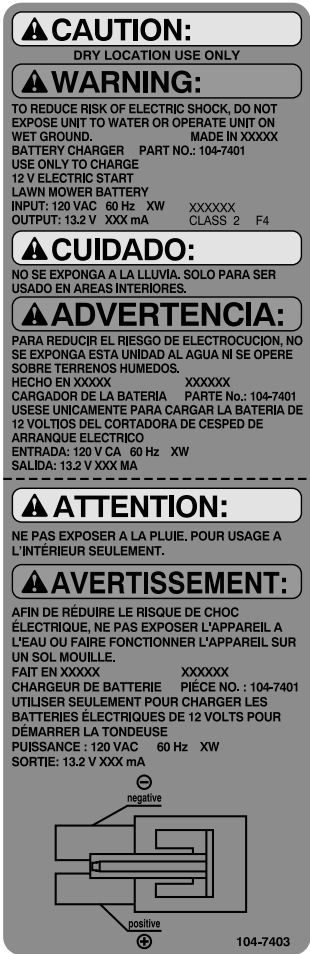 CAUTION:
DRY LOCATION USE ONLY
WARNING:
TO REDUCE RISK OF ELECTRIC SHOCK, DO NOT
EXPOSE UNIT TO WATER OR OPERATE UNIT ON
WET GROUND. MADE IN XXXXX
BATTERY CHARGER PART NO.: 104-7401
USE ONLY TO CHARGE
12 V ELECTRIC START
LAWN MOWER BATTERY
INPUT: 120 VAC 60 Hz XW XXXXXX
OUTPUT: 13.2 V XXX mA CLASS 2 F4
CUIDADO:
NO SE EXPONGA A LA LLUVÍA. SOLO PARA SER
USADO EN AREAS INTERIORES.
ADVERTENCIA:
PARA REDUCIR EL RIESGO DE ELECTROCUCION, NO
SE EXPONGA ESTA UNIDAD AL AGUA NI SE OPERE
SOBRE TERRENOS HUMEDOS.
HECHO EN XXXXX XXXXXX
CARGADOR DE LA BATERIA PARTE No.: 104-7401
USESE UNICAMENTE PARA CARGAR LA BATERIA DE
12 VOLTIOS DEL CORTADORA DE CESPED DE
ARRANQUE ELECTRICO
ENTRADA: 120 V CA 60 Hz XW
SALIDA: 13.2 V XXX MA
ATTENTION:
NE PAS EXPOSER A LA PLUIE. POUR USAGE A
L'INTÉRIEUR SEULEMENT.
AVERTISSEMENT:
AFIN DE RÉDUIRE LE RISQUE DE CHOC
ÉLECTRIQUE, NE PAS EXPOSER L'APPAREIL A
L'EAU OU FAIRE FONCTIONNER L'APPAREIL SUR
UN SOL MOUILLE.
FAIT EN XXXXX XXXXXX
CHARGEUR DE BATTERIE PIÉCE NO. : 104-7401
UTILISER SEULEMENT POUR CHARGER LES
BATTERIES ÉLECTRIQUES DE 12 VOLTS POUR
DÉMARRER LA TONDEUSE
PUISSANCE : 120 VAC 60 Hz XW
SORTIE: 13.2 V XXX mA
negative
positive
104-7403